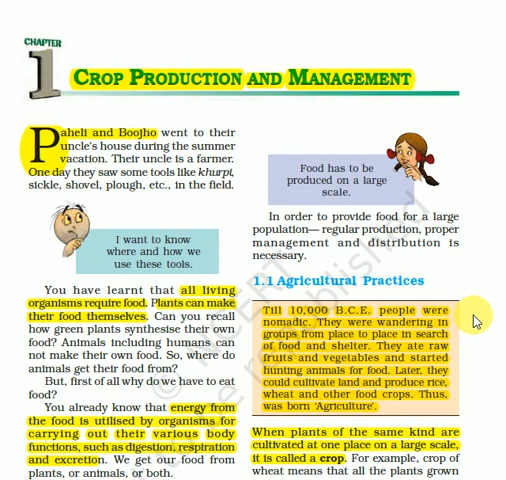 CHAPTER
1 CROP PRODUCTION AND MANAGEMENT
Paheli and Boojho went to their
uncle's house during the summer
vacation. Their uncle is a farmer.
One day they saw some tools like khurpi,
sickle, shovel, plough, etc., in the field.
I want to know
where and how we
use these tools.
You have learnt that all living
organisms require food. Plants can make
their food themselves. Can you recall
how green plants synthesise their own
food? Animals including humans can
not make their own food. So, where do
animals get their food from?
But, first of all why do we have to eat
food?
You already know that energy from
the food is utilised by organisms for
carrying out their various body
functions, such as digestion, respiration
and excretion. We get our food from
plants, or animals, or both.
Food has to be
produced on a large
scale.
In order to provide food for a large
population— regular production, proper
management and distribution is
necessary.
1.1 Agricultural Practices
Till 10,000 B.C.E. people were
nomadic. They were wandering in
groups from place to place in search
of food and shelter. They ate raw
fruits and vegetables and started
hunting animals for food. Later, they
could cultivate land and produce rice,
wheat and other food crops. Thus,
was born 'Agriculture'.
When plants of the same kind are
cultivated at one place on a large scale,
it is called a crop. For example, crop of
wheat means that all the plants grown
© NCERT
be republished